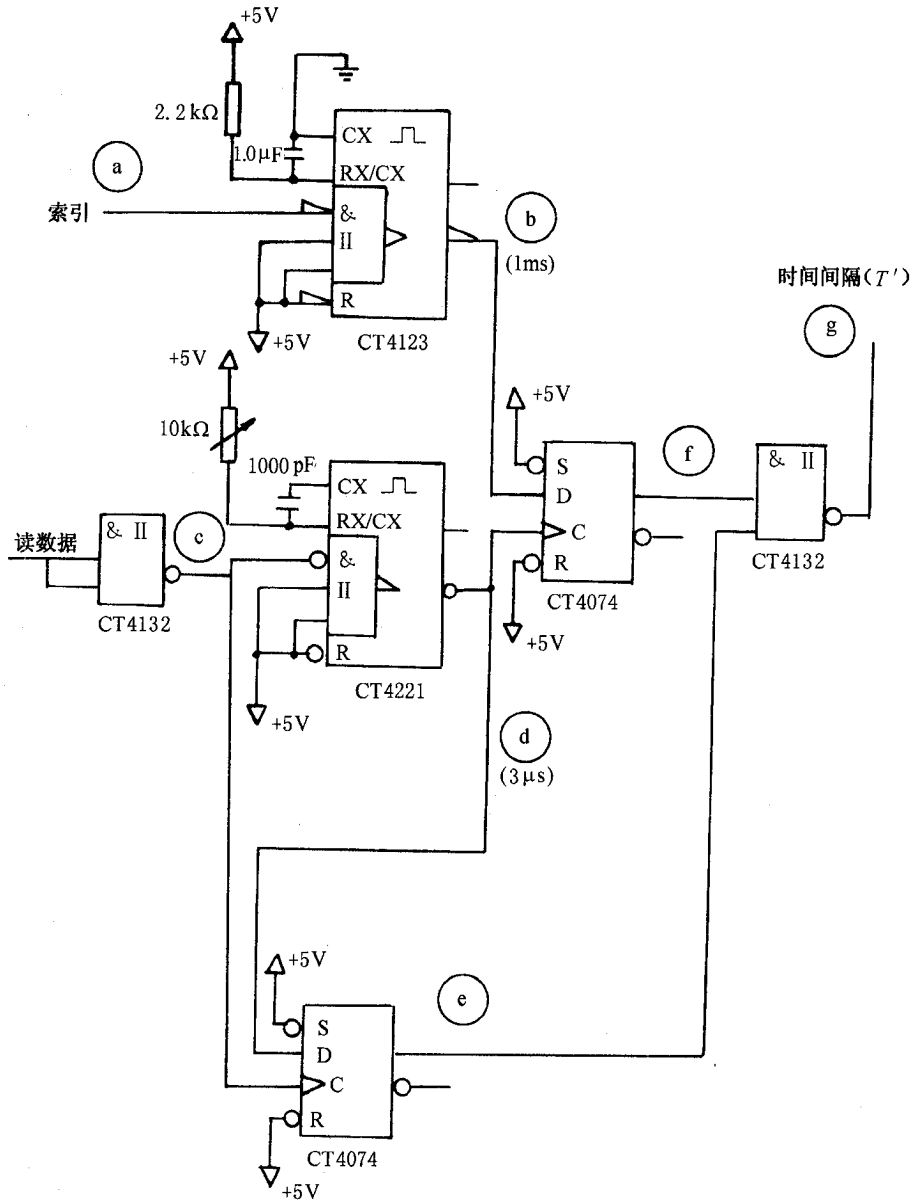 +5V
2.2kΩ
1.0μF
CX
RX/CX
a
索引
&
II
R
b
(1ms)
+5V
CT4123
时间间隔(T′)
g
+5V
10kΩ
1000 pF
CX
RX/CX
+5V
S
D
C
R
f
& II
读数据
& II
c
&
II
R
CT4132
CT4074
CT4132
+5V
CT4221
+5V
d
(3μs)
+5V
e
S
D
C
R
CT4074
+5V